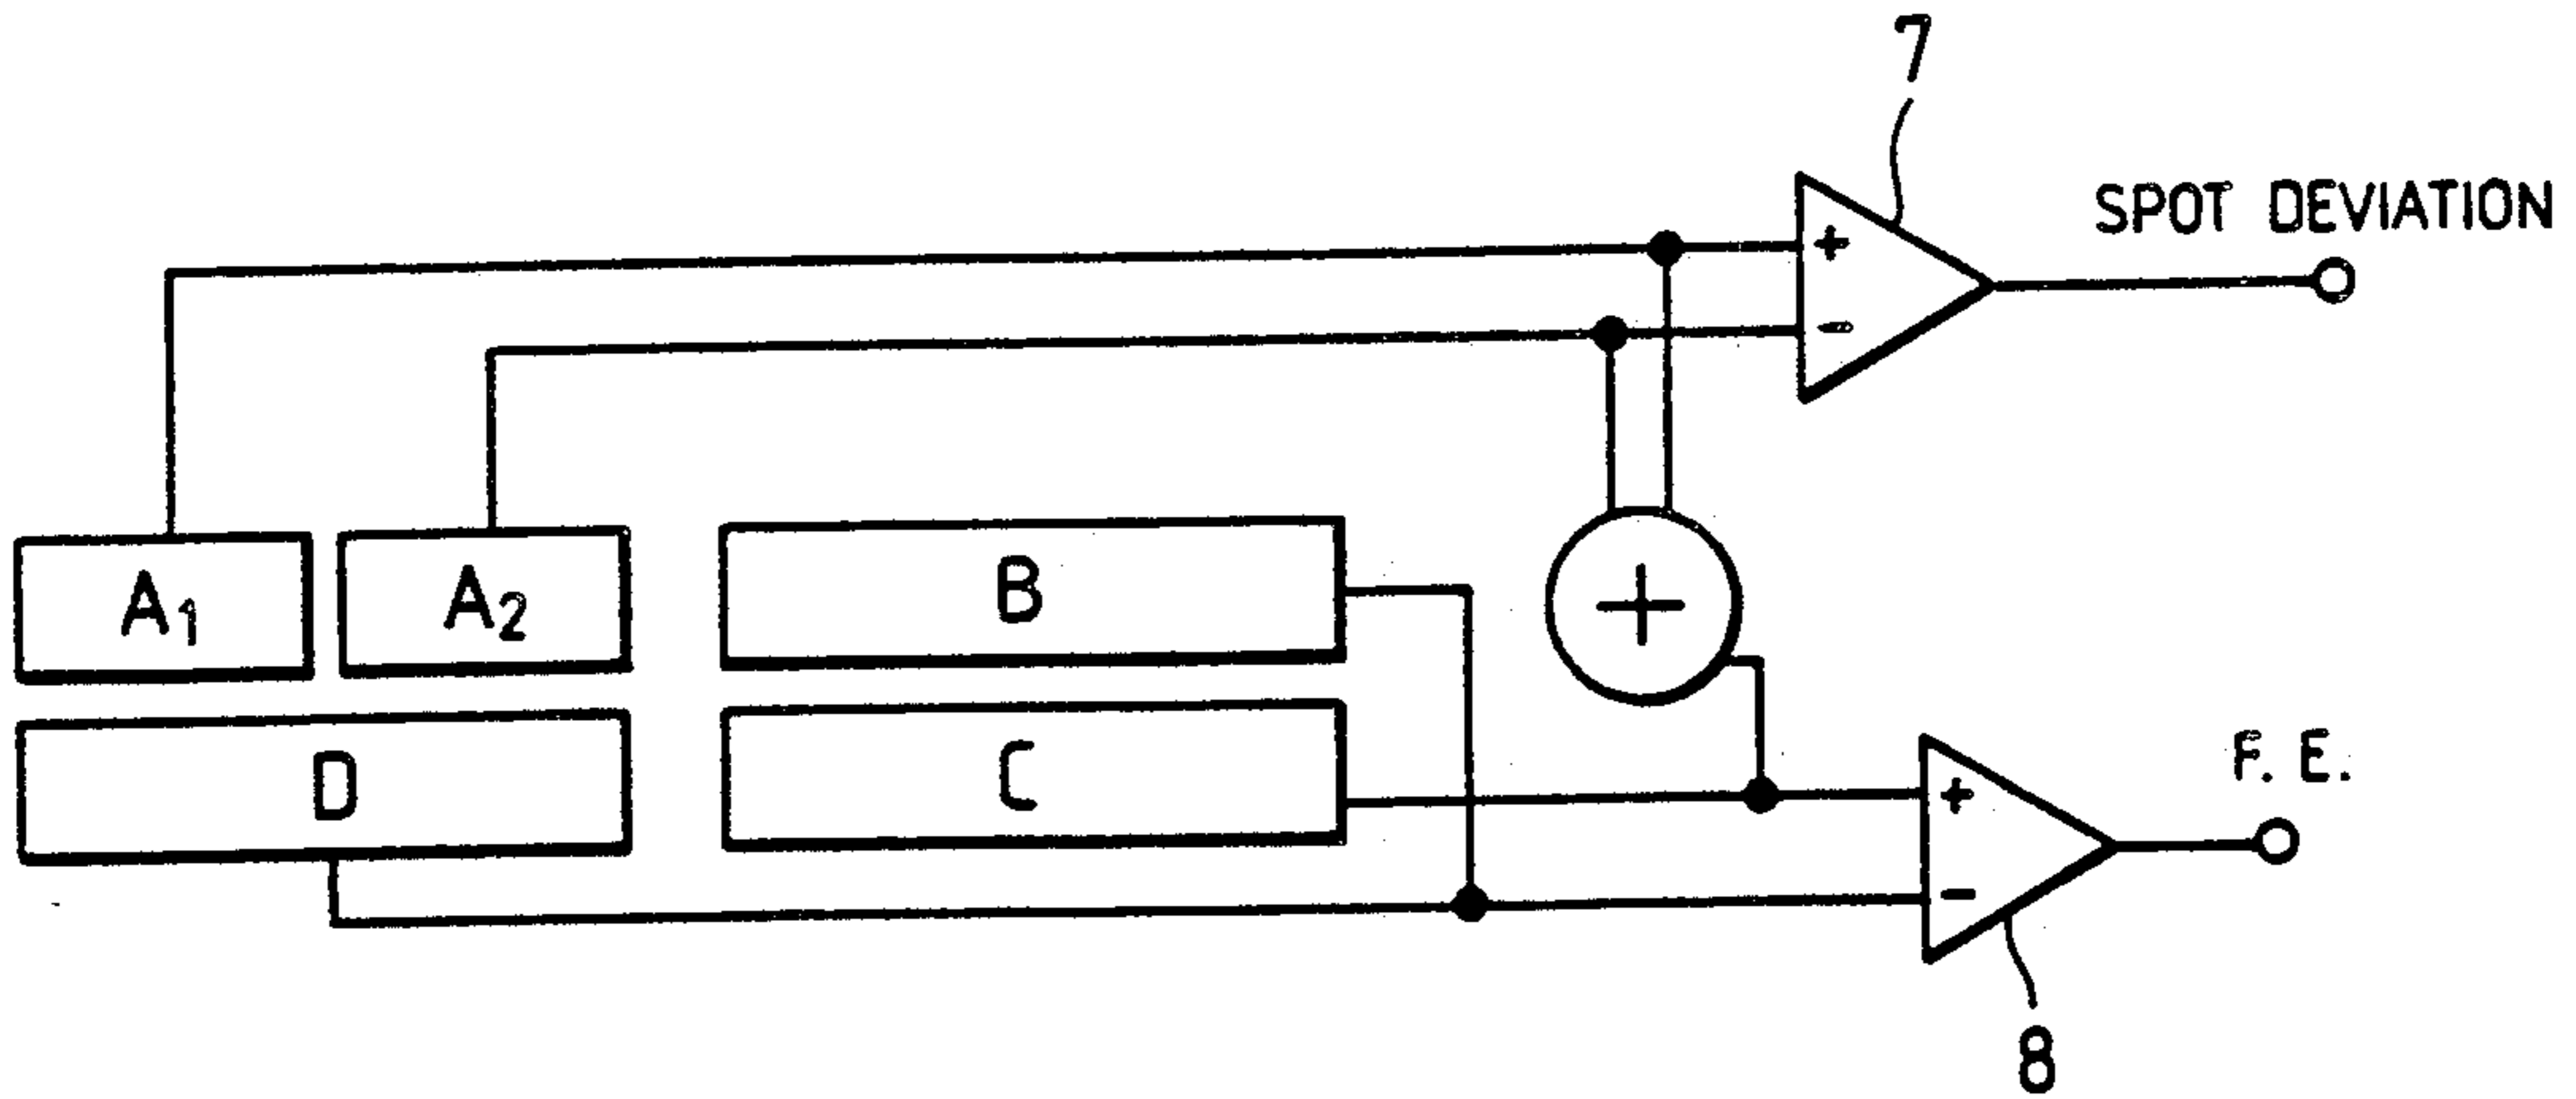 7
SPOT DEVIATION
+
-
A1
A2
B
+
D
C
+
-
F. E.
8